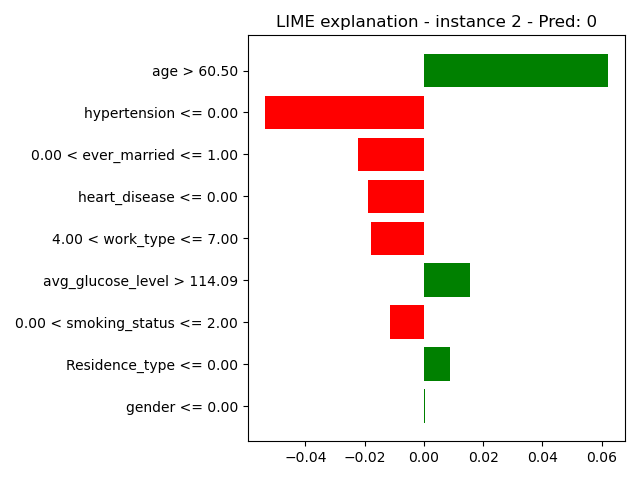 LIME explanation - instance 2 - Pred: 0
age > 60.50
hypertension <= 0.00
0.00 < ever_married <= 1.00
heart_disease <= 0.00
4.00 < work_type <= 7.00
avg_glucose_level > 114.09
0.00 < smoking_status <= 2.00
Residence_type <= 0.00
gender <= 0.00
−0.04 −0.02 0.00 0.02 0.04 0.06